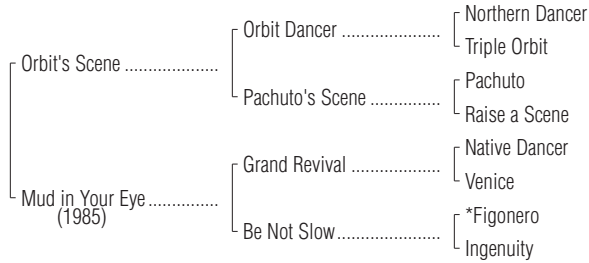 Northern Dancer
Orbit Dancer .....................
Triple Orbit
Orbit's Scene ....................
Pachuto
Pachuto's Scene ...............
Raise a Scene
Native Dancer
Grand Revival ...................
Venice
Mud in Your Eye ...............
(1985)
*Figonero
Be Not Slow......................
Ingenuity